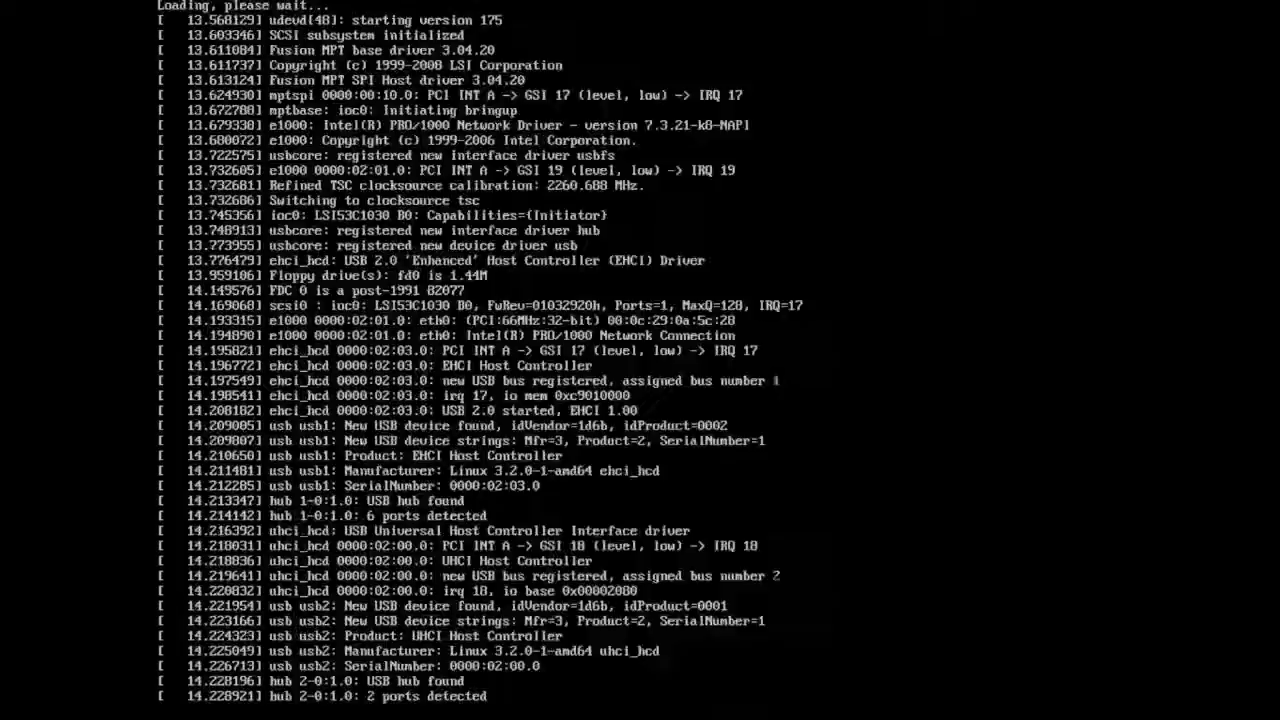 Loading, please wait...
[   13.568129] udevd[48]: starting version 175
[   13.603346] SCSI subsystem initialized
[   13.611084] Fusion MPT base driver 3.04.20
[   13.611737] Copyright (c) 1999-2008 LSI Corporation
[   13.613124] Fusion MPT SPI Host driver 3.04.20
[   13.624930] mptspi 0000:00:10.0: PCI INT A -> GSI 17 (level, low) -> IRQ 17
[   13.672788] mptbase: ioc0: Initiating bringup
[   13.679338] e1000: Intel(R) PRO/1000 Network Driver - version 7.3.21-k8-NAPI
[   13.680072] e1000: Copyright (c) 1999-2006 Intel Corporation.
[   13.722575] usbcore: registered new interface driver usbfs
[   13.732605] e1000 0000:02:01.0: PCI INT A -> GSI 19 (level, low) -> IRQ 19
[   13.732681] Refined TSC clocksource calibration: 2260.688 MHz.
[   13.732686] Switching to clocksource tsc
[   13.745356] ioc0: LSI53C1030 B0: Capabilities={Initiator}
[   13.748913] usbcore: registered new interface driver hub
[   13.773955] usbcore: registered new device driver usb
[   13.776479] ehci_hcd: USB 2.0 'Enhanced' Host Controller (EHCI) Driver
[   13.959106] Floppy drive(s): fd0 is 1.44M
[   14.149576] FDC 0 is a post-1991 82077
[   14.169068] scsi0 : ioc0: LSI53C1030 B0, FwRev=01032920h, Ports=1, MaxQ=128, IRQ=17
[   14.193315] e1000 0000:02:01.0: eth0: (PCI:66MHz:32-bit) 00:0c:29:0a:5c:28
[   14.194890] e1000 0000:02:01.0: eth0: Intel(R) PRO/1000 Network Connection
[   14.195821] ehci_hcd 0000:02:03.0: PCI INT A -> GSI 17 (level, low) -> IRQ 17
[   14.196772] ehci_hcd 0000:02:03.0: EHCI Host Controller
[   14.197549] ehci_hcd 0000:02:03.0: new USB bus registered, assigned bus number 1
[   14.198541] ehci_hcd 0000:02:03.0: irq 17, io mem 0xc9010000
[   14.208182] ehci_hcd 0000:02:03.0: USB 2.0 started, EHCI 1.00
[   14.209005] usb usb1: New USB device found, idVendor=1d6b, idProduct=0002
[   14.209807] usb usb1: New USB device strings: Mfr=3, Product=2, SerialNumber=1
[   14.210650] usb usb1: Product: EHCI Host Controller
[   14.211481] usb usb1: Manufacturer: Linux 3.2.0-1-amd64 ehci_hcd
[   14.212285] usb usb1: SerialNumber: 0000:02:03.0
[   14.213347] hub 1-0:1.0: USB hub found
[   14.214142] hub 1-0:1.0: 6 ports detected
[   14.216392] uhci_hcd: USB Universal Host Controller Interface driver
[   14.218031] uhci_hcd 0000:02:00.0: PCI INT A -> GSI 18 (level, low) -> IRQ 18
[   14.218836] uhci_hcd 0000:02:00.0: UHCI Host Controller
[   14.219641] uhci_hcd 0000:02:00.0: new USB bus registered, assigned bus number 2
[   14.220832] uhci_hcd 0000:02:00.0: irq 18, io base 0x00002080
[   14.221954] usb usb2: New USB device found, idVendor=1d6b, idProduct=0001
[   14.223166] usb usb2: New USB device strings: Mfr=3, Product=2, SerialNumber=1
[   14.224323] usb usb2: Product: UHCI Host Controller
[   14.225049] usb usb2: Manufacturer: Linux 3.2.0-1-amd64 uhci_hcd
[   14.226713] usb usb2: SerialNumber: 0000:02:00.0
[   14.228196] hub 2-0:1.0: USB hub found
[   14.228921] hub 2-0:1.0: 2 ports detected